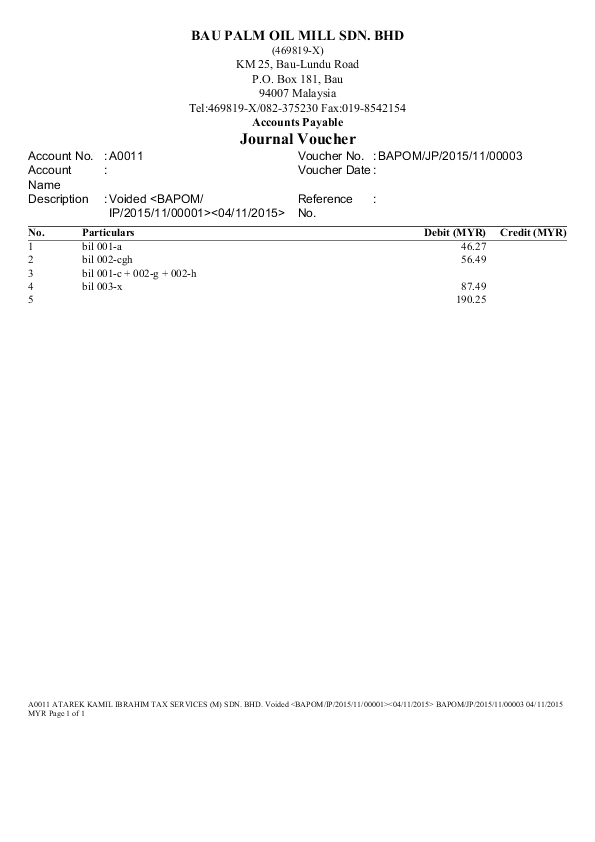 BAU PALM OIL MILL SDN. BHD
(469819-X)
KM 25, Bau-Lundu Road
P.O. Box 181, Bau
94007 Malaysia
Tel:469819-X/082-375230 Fax:019-8542154
Accounts Payable
Journal Voucher
Account No. : A0011 Voucher No. : BAPOM/JP/2015/11/00003
Account : Voucher Date :
Name
Description : Voided <BAPOM/ Reference :
IP/2015/11/00001><04/11/2015> No.
No. Particulars Debit (MYR) Credit (MYR)
1 bil 001-a 46.27
2 bil 002-cgh 56.49
3 bil 001-c + 002-g + 002-h
4 bil 003-x 87.49
5 190.25
A0011 ATAREK KAMIL IBRAHIM TAX SERVICES (M) SDN. BHD. Voided <BAPOM/IP/2015/11/00001><04/11/2015> BAPOM/JP/2015/11/00003 04/11/2015
MYR Page 1 of 1